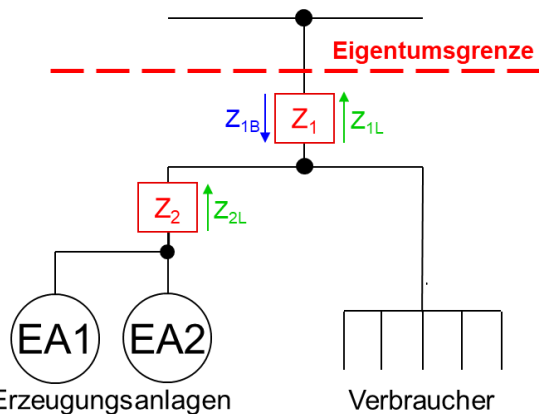 Eigentumsgrenze
Z1B Z1 Z1L
Z2 Z2L
EA1 EA2
Erzeugungsanlagen Verbraucher